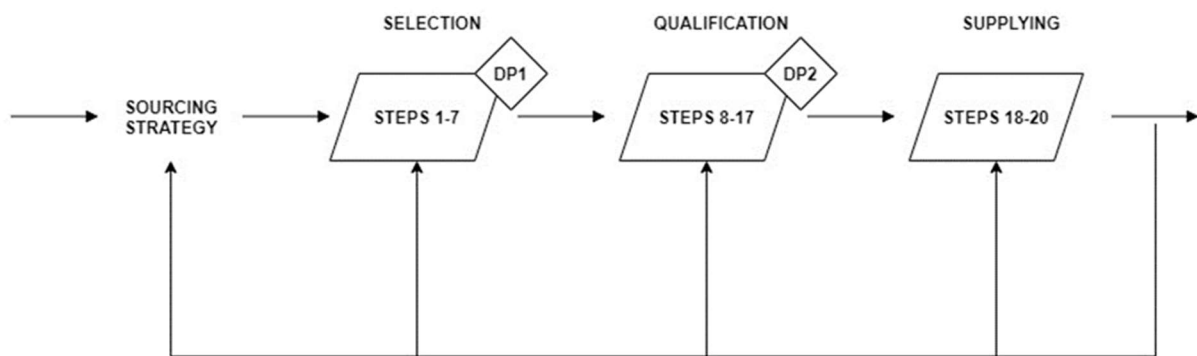 SELECTION
QUALIFICATION
SUPPLYING
DP1
DP2
SOURCING
STRATEGY
STEPS 1-7
STEPS 8-17
STEPS 18-20